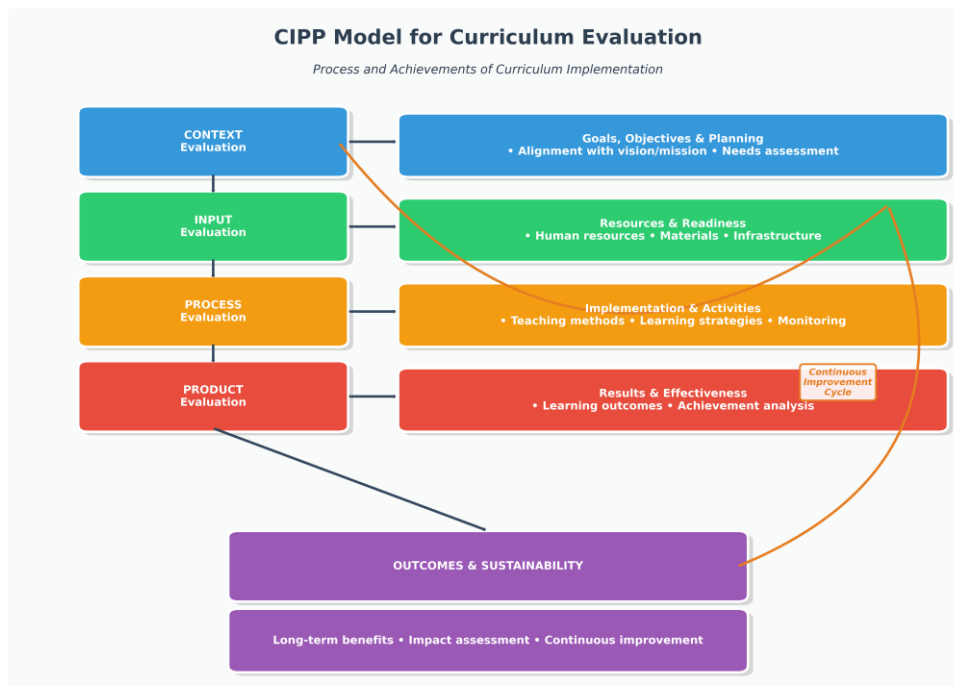 CIPP Model for Curriculum Evaluation
Process and Achievements of Curriculum Implementation
CONTEXT
Evaluation
Goals, Objectives & Planning
• Alignment with vision/mission • Needs assessment
INPUT
Evaluation
Resources & Readiness
• Human resources • Materials • Infrastructure
PROCESS
Evaluation
Implementation & Activities
• Teaching methods • Learning strategies • Monitoring
PRODUCT
Evaluation
Results & Effectiveness
• Learning outcomes • Achievement analysis
Continuous
Improvement
Cycle
OUTCOMES & SUSTAINABILITY
Long-term benefits • Impact assessment • Continuous improvement